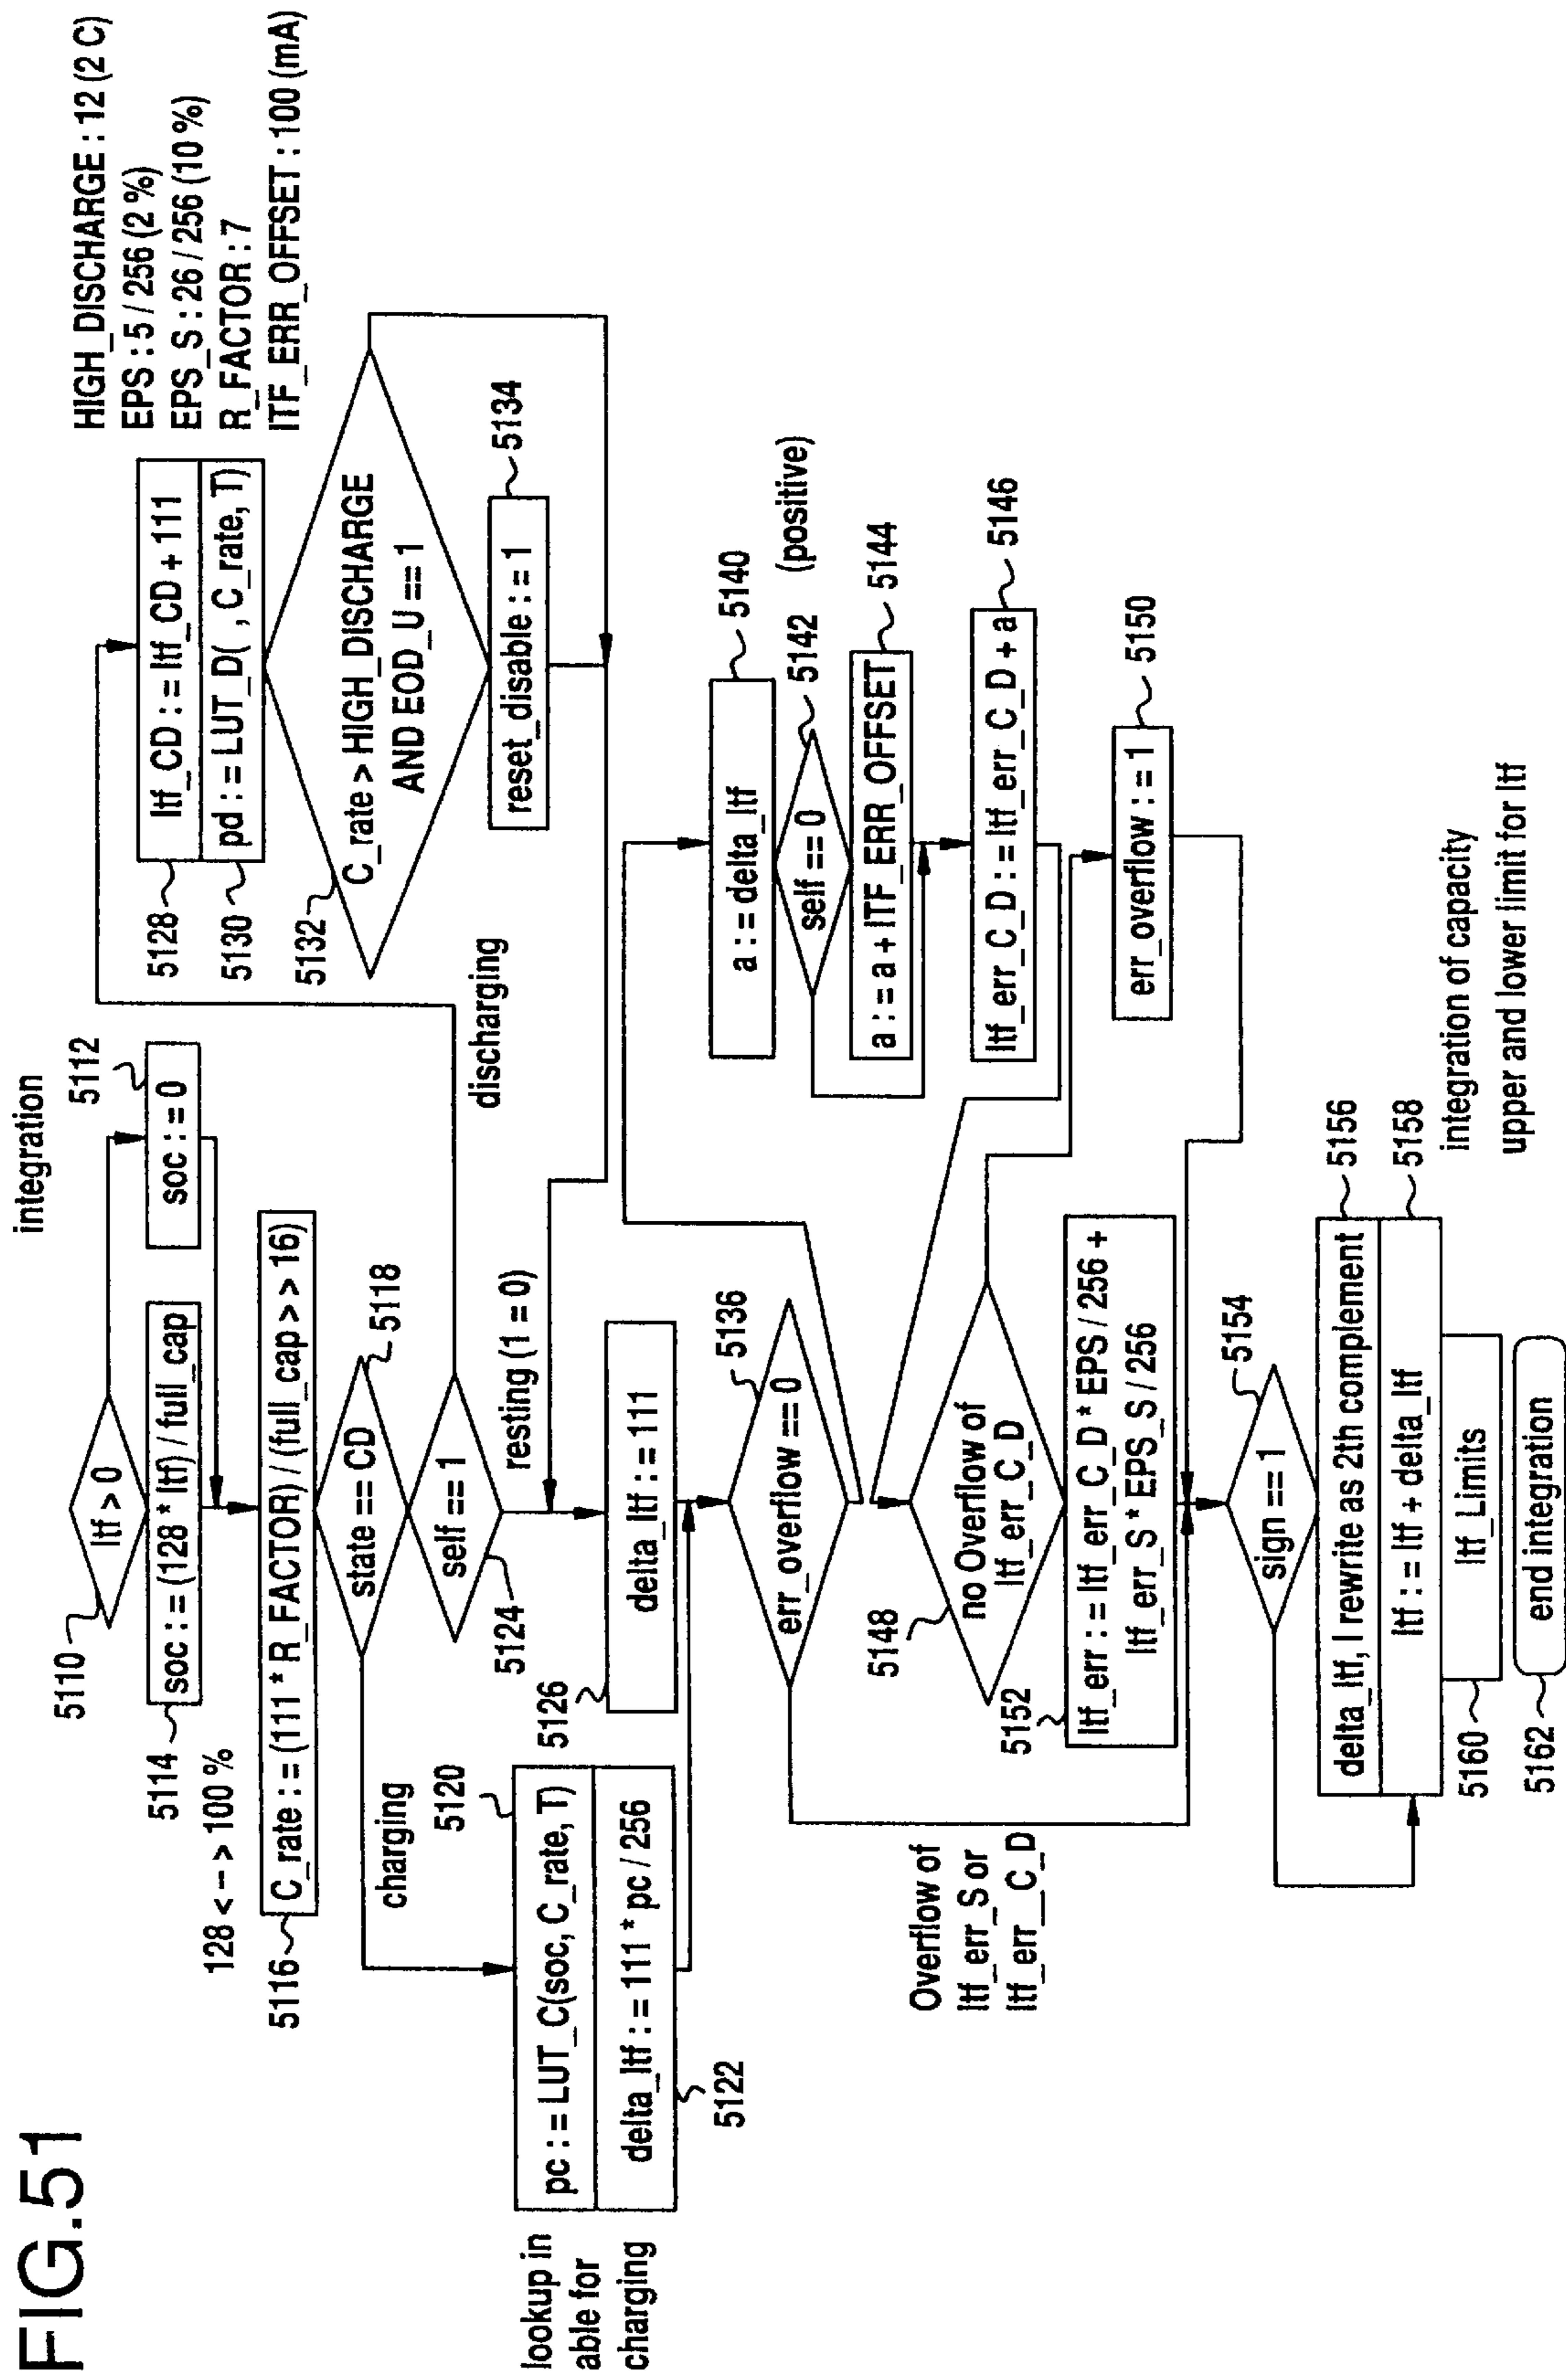 FIG.51
integration
HIGH_DISCHARGE : 12 (2 C)
EPS : 5 / 256 (2 %)
EPS_S : 26 / 256 (10 %)
R_FACTOR : 7
ITF_ERR_OFFSET : 100 (mA)
5110
Itf > 0
5112
soc : = 0
5114
soc : = (128 * Itf) / full_cap
128 < - > 100 %
5116
C_rate : = (111 * R_FACTOR) / (full_cap > > 16)
state == CD
5118
charging
self == 1
5124
discharging
resting (1 = 0)
5128
Itf_CD : = Itf_CD + 111
5130
pd : = LUT_D( , C_rate, T)
5132
C_rate > HIGH_DISCHARGE
AND EOD_U == 1
reset_disable : = 1
5134
lookup in
able for
charging
5120
pc : = LUT_C(soc, C_rate, T)
delta_Itf : = 111 * pc / 256
5122
5126
delta_Itf : = 111
5136
err_overflow == 0
a : = delta_Itf
5140
self == 0
5142
(positive)
a : = a + ITF_ERR_OFFSET
5144
Itf_err_C_D : = Itf_err_C_D + a
5146
5148
no Overflow of
Itf_err_C_D
err_overflow : = 1
5150
Overflow of
Itf_err_S or
Itf_err_C_D
5152
Itf_err : = Itf_err_C_D * EPS / 256 +
Itf_err_S * EPS_S / 256
5154
sign == 1
delta_Itf, I rewrite as 2th complement
5156
Itf : = Itf + delta_Itf
5158
integration of capacity
5160
Itf_Limits
upper and lower limit for Itf
5162
end integration